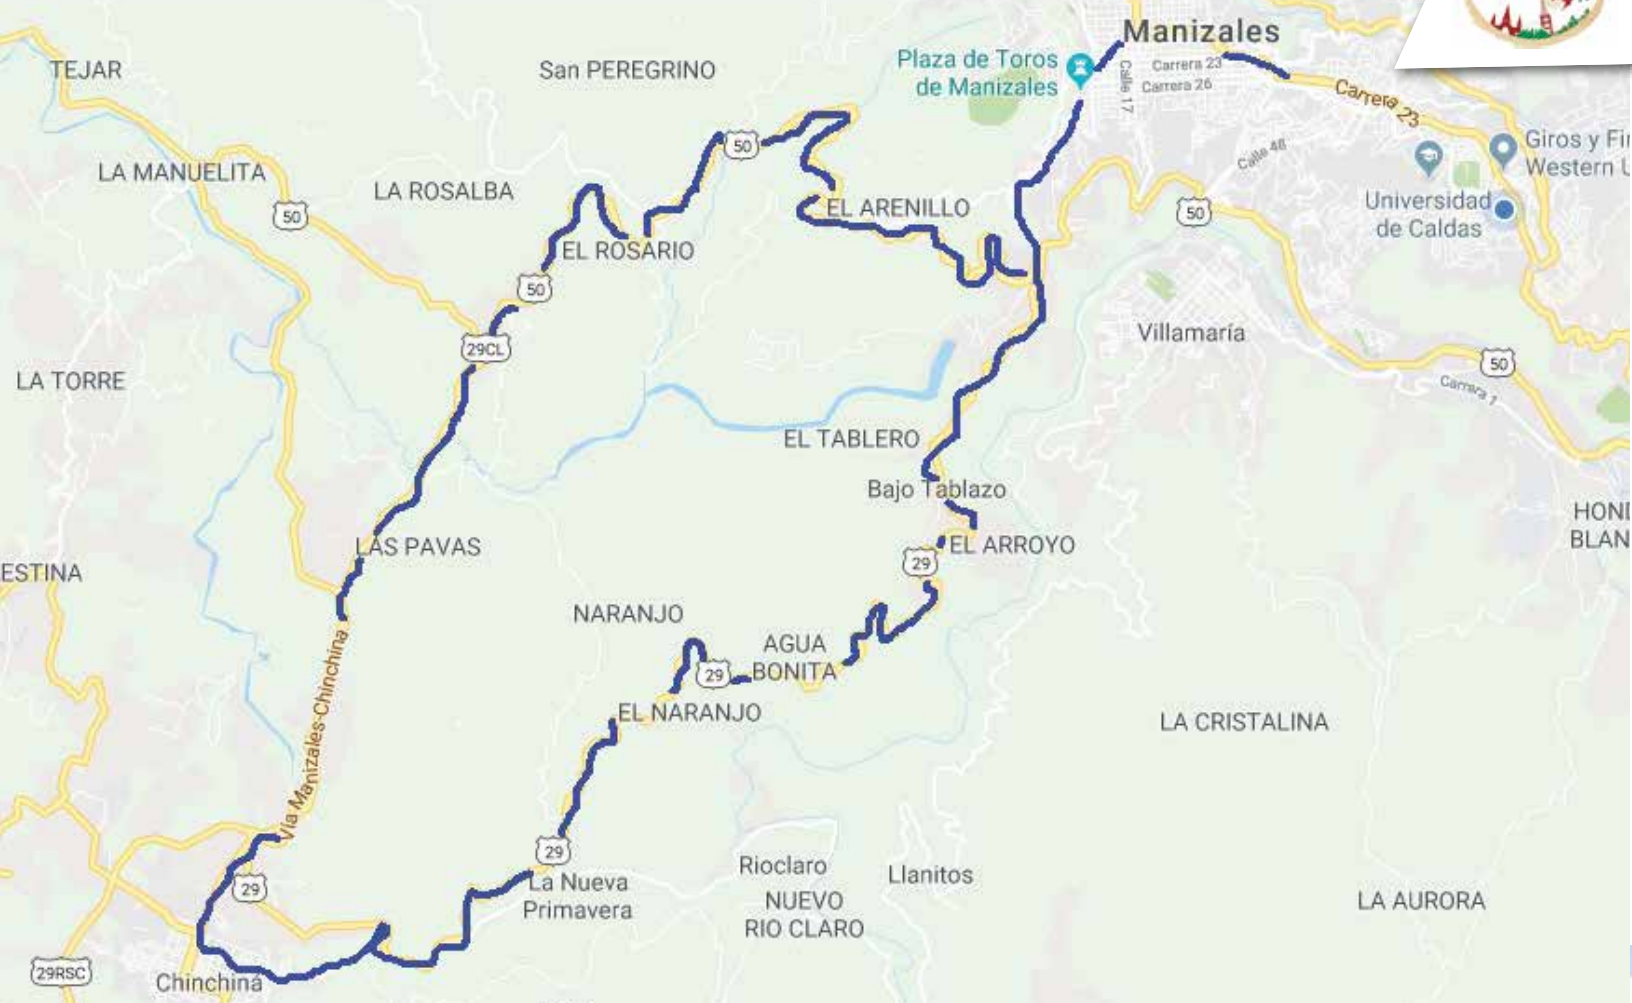 Manizales
Plaza de Toros
de Manizales
Carrera 23
Carrera 26
Calle 17
Carrera 23
TEJAR
San PEREGRINO
Giros y Fi
Western U
Calle 48
LA MANUELITA
LA ROSALBA
50
50
EL ARENILLO
Universidad
de Caldas
50
EL ROSARIO
50
Villamaría
29CL
50
Carrera 1
LA TORRE
EL TABLERO
Bajo Tablazo
HOND
BLAN
LAS PAVAS
EL ARROYO
29
ESTINA
NARANJO
AGUA
BONITA
29
EL NARANJO
LA CRISTALINA
Vía Manizales-Chinchina
29
Rioclaro
Llanitos
29
La Nueva
Primavera
NUEVO
RIO CLARO
LA AURORA
29RSC
Chinchiná